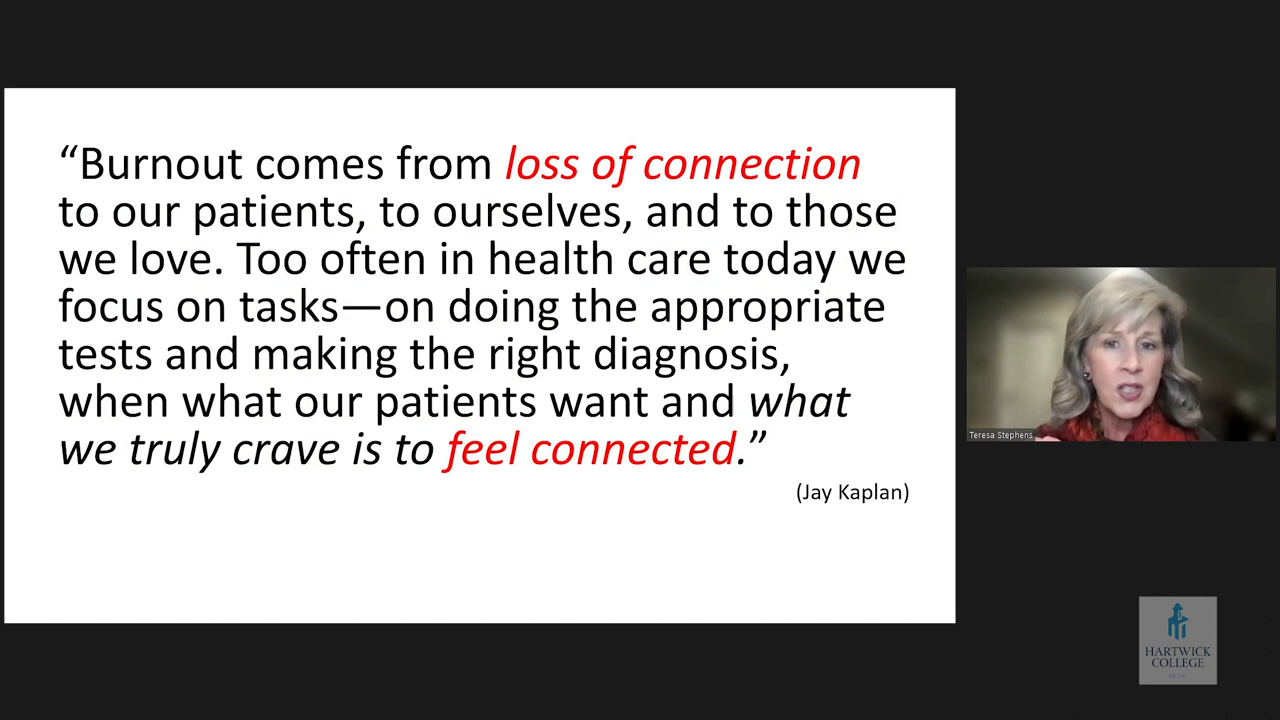 “Burnout comes from loss of connection
to our patients, to ourselves, and to those
we love. Too often in health care today we
focus on tasks—on doing the appropriate
tests and making the right diagnosis,
when what our patients want and what
we truly crave is to feel connected.”
(Jay Kaplan)
Teresa Stephens
HARTWICK
COLLEGE